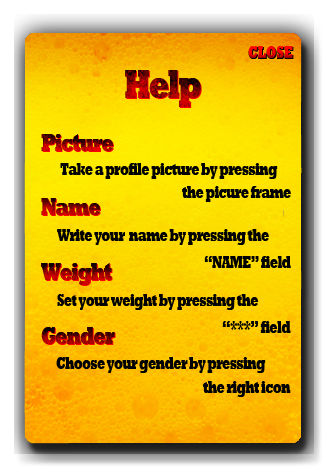 CLOSE
Help
Picture
Take a profile picture by pressing
the picure frame
Name
Write your name by pressing the
“NAME” field
Weight
Set your weight by pressing the
“***” field
Gender
Choose your gender by pressing
the right icon